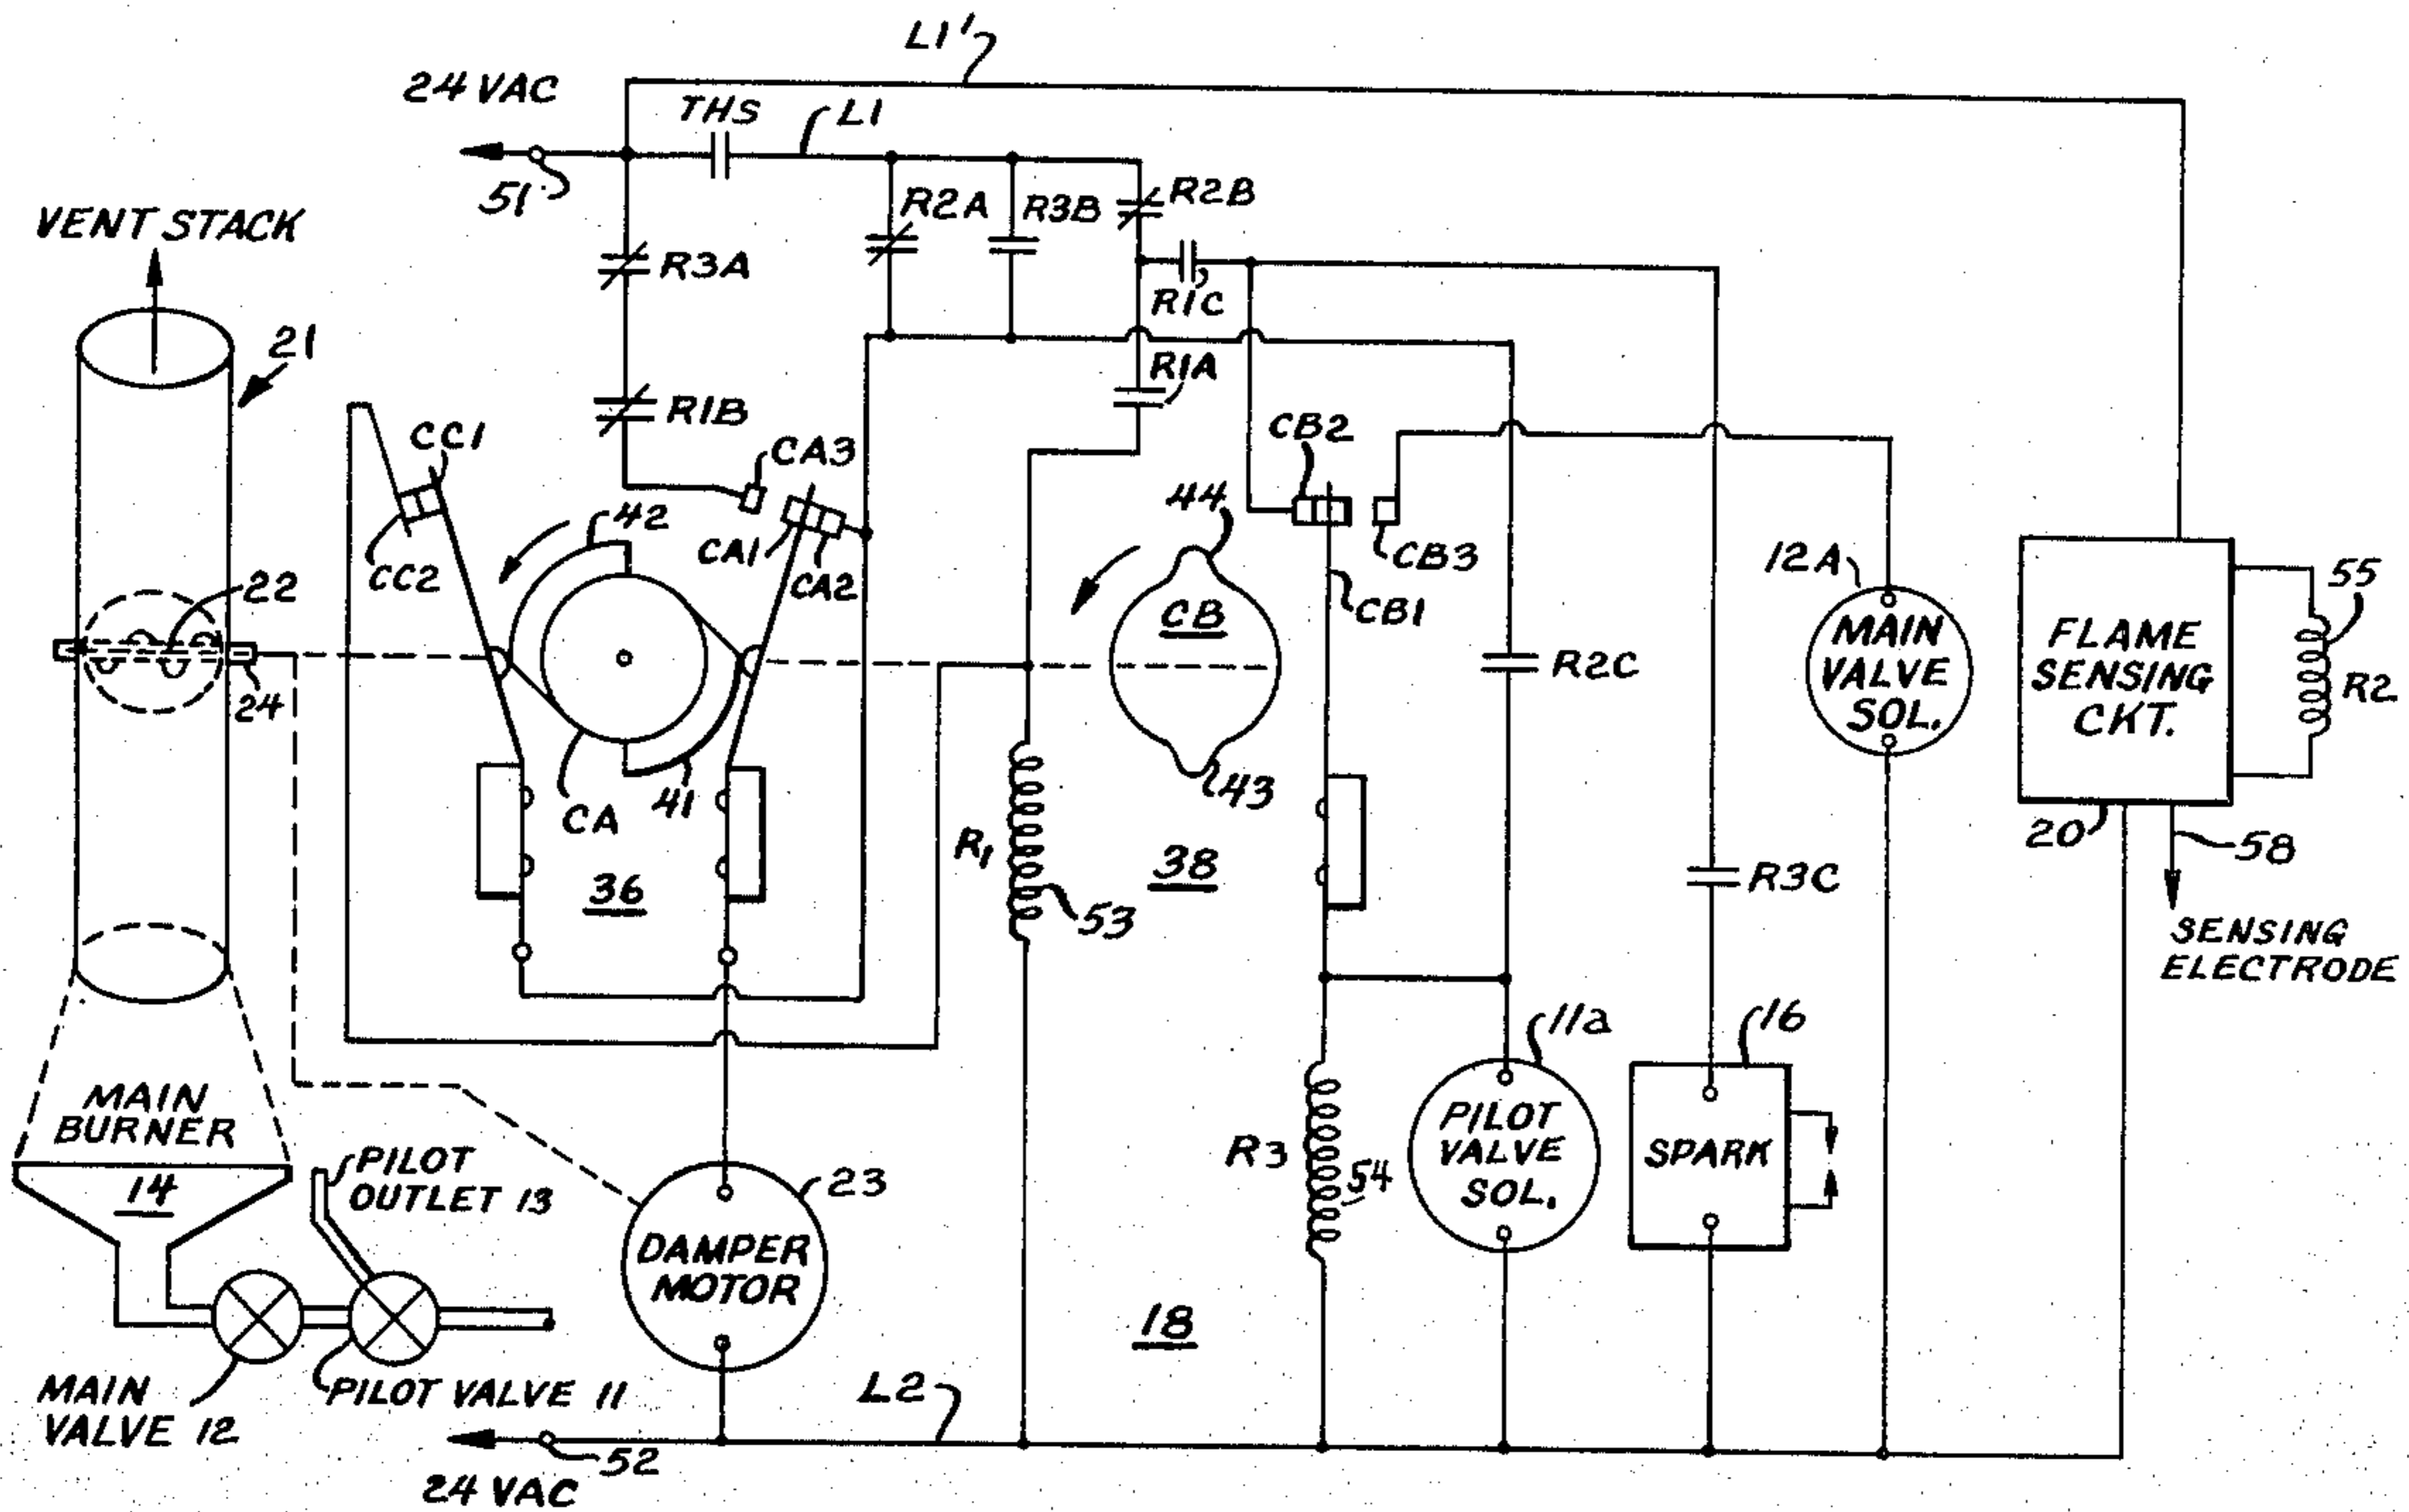 L1'
24 VAC
THS
L1
51
VENT STACK
R2A
R3B
R2B
R3A
R1C
21
R1A
R1B
CC1
CA3
CB2
44
42
CA1
CA2
CC2
CB3
12A
CB
CB1
22
MAIN
VALVE
SOL.
FLAME
SENSING
CKT.
55
R2
R2C
24
43
41
CA
R1
38
20
58
36
53
R3C
SENSING
ELECTRODE
11a
16
MAIN
BURNER
14
PILOT
OUTLET 13
23
R3
54
PILOT
VALVE
SOL.
SPARK
DAMPER
MOTOR
18
MAIN
VALVE 12
PILOT VALVE 11
L2
52
24 VAC